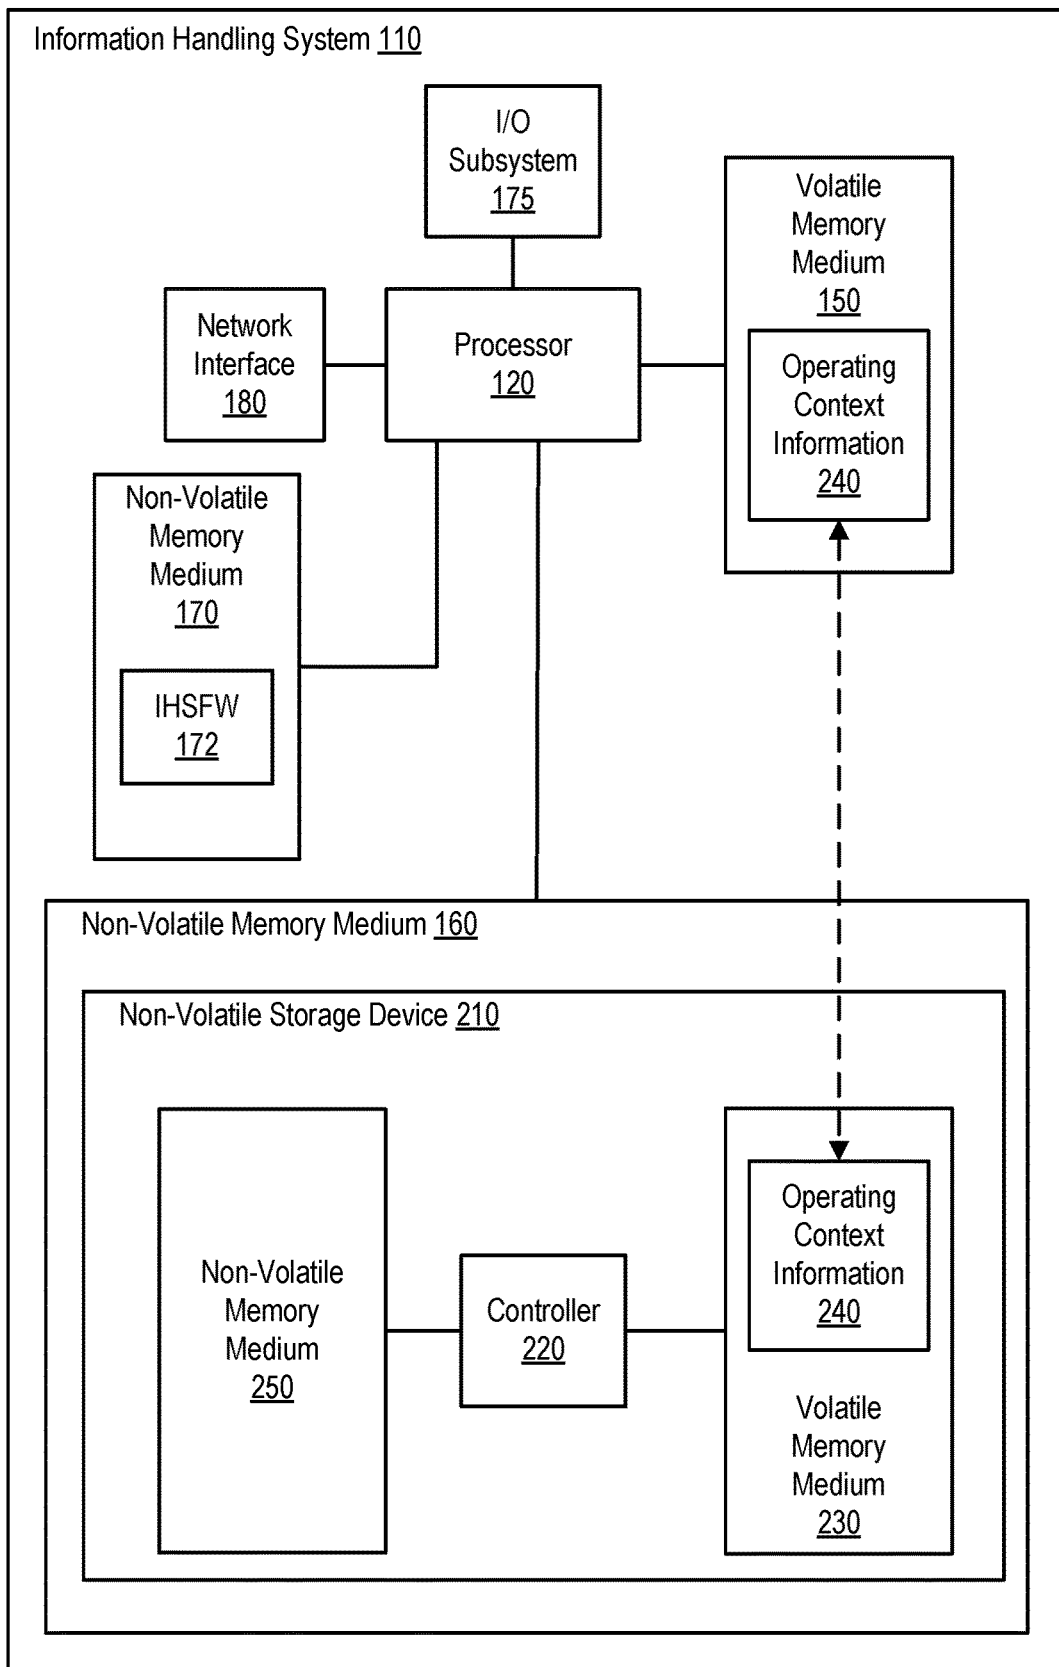 Information Handling System 110
I/O
Subsystem
175
Volatile
Memory
Medium
150
Network
Interface
180
Processor
120
Operating
Context
Information
240
Non-Volatile
Memory
Medium
170
IHSFW
172
Non-Volatile Memory Medium 160
Non-Volatile Storage Device 210
Non-Volatile
Memory
Medium
250
Controller
220
Operating
Context
Information
240
Volatile
Memory
Medium
230